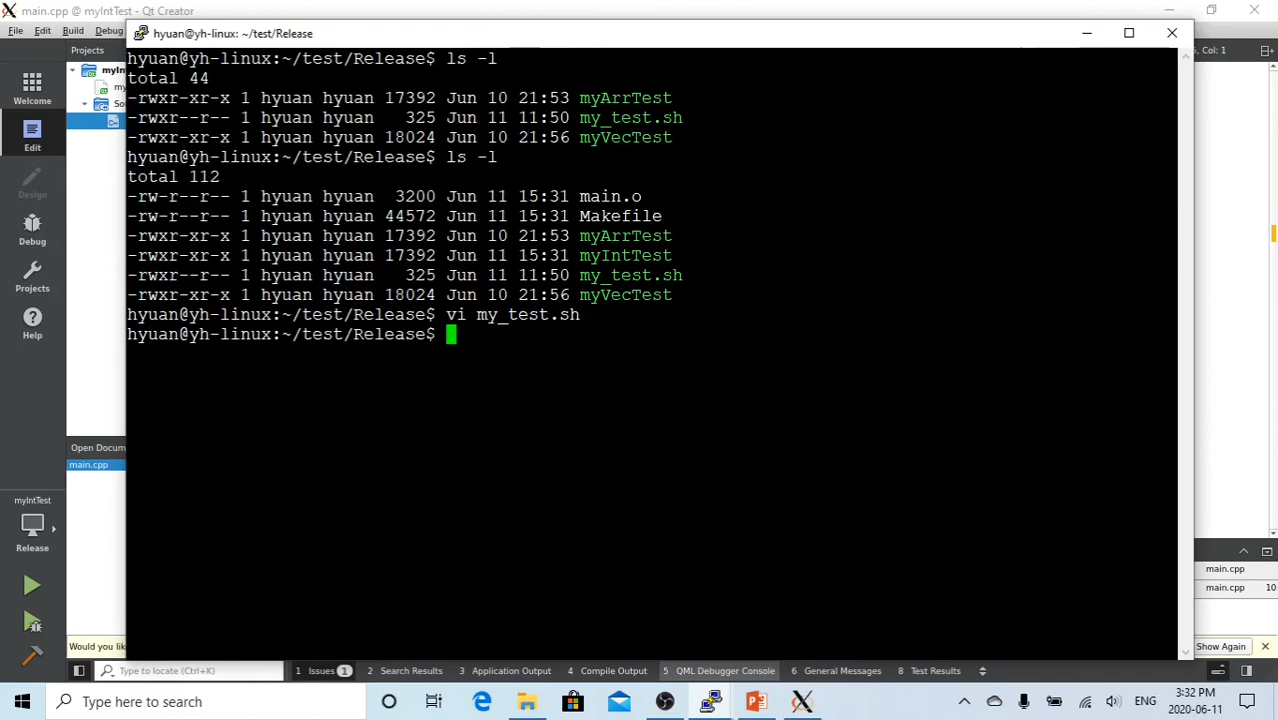 main.cpp @ myIntTest - Qt Creator
File Edit Build Debug
hyuan@yh-linux: ~/test/Release
Projects
Col: 1
hyuan@yh-linux:~/test/Release$ ls -l
total 44
-rwxr-xr-x 1 hyuan hyuan 17392 Jun 10 21:53 myArrTest
-rwxr--r-- 1 hyuan hyuan   325 Jun 11 11:50 my_test.sh
-rwxr-xr-x 1 hyuan hyuan 18024 Jun 10 21:56 myVecTest
hyuan@yh-linux:~/test/Release$ ls -l
total 112
-rw-r--r-- 1 hyuan hyuan  3200 Jun 11 15:31 main.o
-rw-r--r-- 1 hyuan hyuan 44572 Jun 11 15:31 Makefile
-rwxr-xr-x 1 hyuan hyuan 17392 Jun 10 21:53 myArrTest
-rwxr-xr-x 1 hyuan hyuan 17392 Jun 11 15:31 myIntTest
-rwxr--r-- 1 hyuan hyuan   325 Jun 11 11:50 my_test.sh
-rwxr-xr-x 1 hyuan hyuan 18024 Jun 10 21:56 myVecTest
hyuan@yh-linux:~/test/Release$ vi my_test.sh
hyuan@yh-linux:~/test/Release$
Welcome
Edit
Design
Debug
Projects
Help
myIntTest
Release
myIn
my
Sou
Open Docum
main.cpp
main.cpp
main.cpp 10
Would you lik
Show Again
Type to locate (Ctrl+K)
1 Issues 1 2 Search Results 3 Application Output 4 Compile Output 5 QML Debugger Console 6 General Messages 8 Test Results
Type here to search
ENG
3:32 PM
2020-06-11